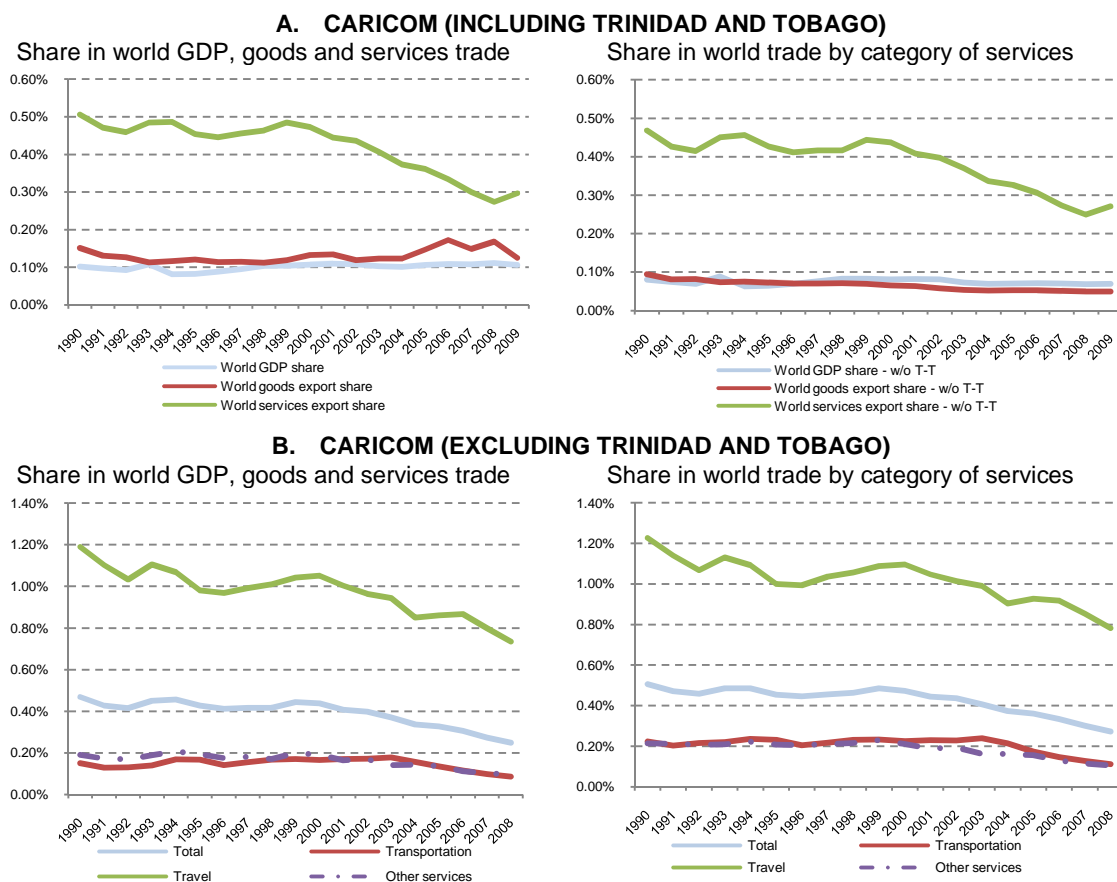 A. CARICOM (INCLUDING TRINIDAD AND TOBAGO)
Share in world GDP, goods and services trade
0.60%
0.50%
0.40%
0.30%
0.20%
0.10%
0.00%
1990 1991 1992 1993 1994 1995 1996 1997 1998 1999 2000 2001 2002 2003 2004 2005 2006 2007 2008 2009
World GDP share
World goods export share
World services export share
Share in world trade by category of services
0.60%
0.50%
0.40%
0.30%
0.20%
0.10%
0.00%
1990 1991 1992 1993 1994 1995 1996 1997 1998 1999 2000 2001 2002 2003 2004 2005 2006 2007 2008 2009
World GDP share - w/o T-T
World goods export share - w/o T-T
World services export share - w/o T-T
B. CARICOM (EXCLUDING TRINIDAD AND TOBAGO)
Share in world GDP, goods and services trade
1.40%
1.20%
1.00%
0.80%
0.60%
0.40%
0.20%
0.00%
1990 1991 1992 1993 1994 1995 1996 1997 1998 1999 2000 2001 2002 2003 2004 2005 2006 2007 2008
Total Transportation
Travel Other services
Share in world trade by category of services
1.40%
1.20%
1.00%
0.80%
0.60%
0.40%
0.20%
0.00%
1990 1991 1992 1993 1994 1995 1996 1997 1998 1999 2000 2001 2002 2003 2004 2005 2006 2007 2008
Total Transportation
Travel Other services